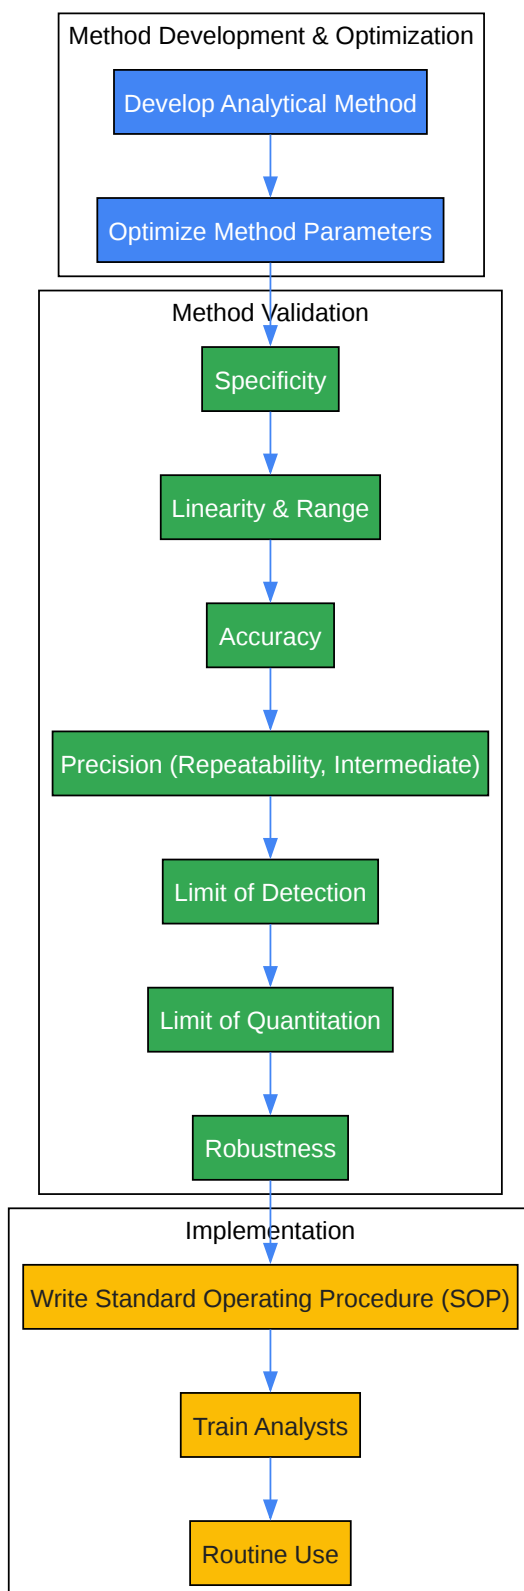 Method Development & Optimization
Develop Analytical Method
Optimize Method Parameters
Method Validation
Specificity
Linearity & Range
Accuracy
Precision (Repeatability, Intermediate)
Limit of Detection
Limit of Quantitation
Robustness
Implementation
Write Standard Operating Procedure (SOP)
Train Analysts
Routine Use